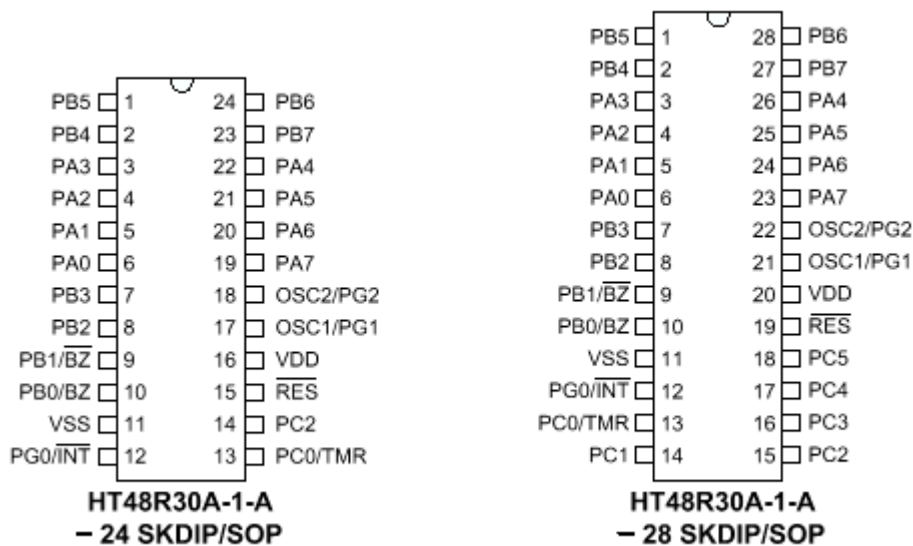 PB5 1 24 PB6
PB4 2 23 PB7
PA3 3 22 PA4
PA2 4 21 PA5
PA1 5 20 PA6
PA0 6 19 PA7
PB3 7 18 OSC2/PG2
PB2 8 17 OSC1/PG1
PB1/B̅Z̅ 9 16 VDD
PB0/BZ 10 15 R̅E̅S̅
VSS 11 14 PC2
PG0/I̅N̅T̅ 12 13 PC0/TMR
HT48R30A-1-A
– 24 SKDIP/SOP
PB5 1 28 PB6
PB4 2 27 PB7
PA3 3 26 PA4
PA2 4 25 PA5
PA1 5 24 PA6
PA0 6 23 PA7
PB3 7 22 OSC2/PG2
PB2 8 21 OSC1/PG1
PB1/B̅Z̅ 9 20 VDD
PB0/BZ 10 19 R̅E̅S̅
VSS 11 18 PC5
PG0/I̅N̅T̅ 12 17 PC4
PC0/TMR 13 16 PC3
PC1 14 15 PC2
HT48R30A-1-A
– 28 SKDIP/SOP